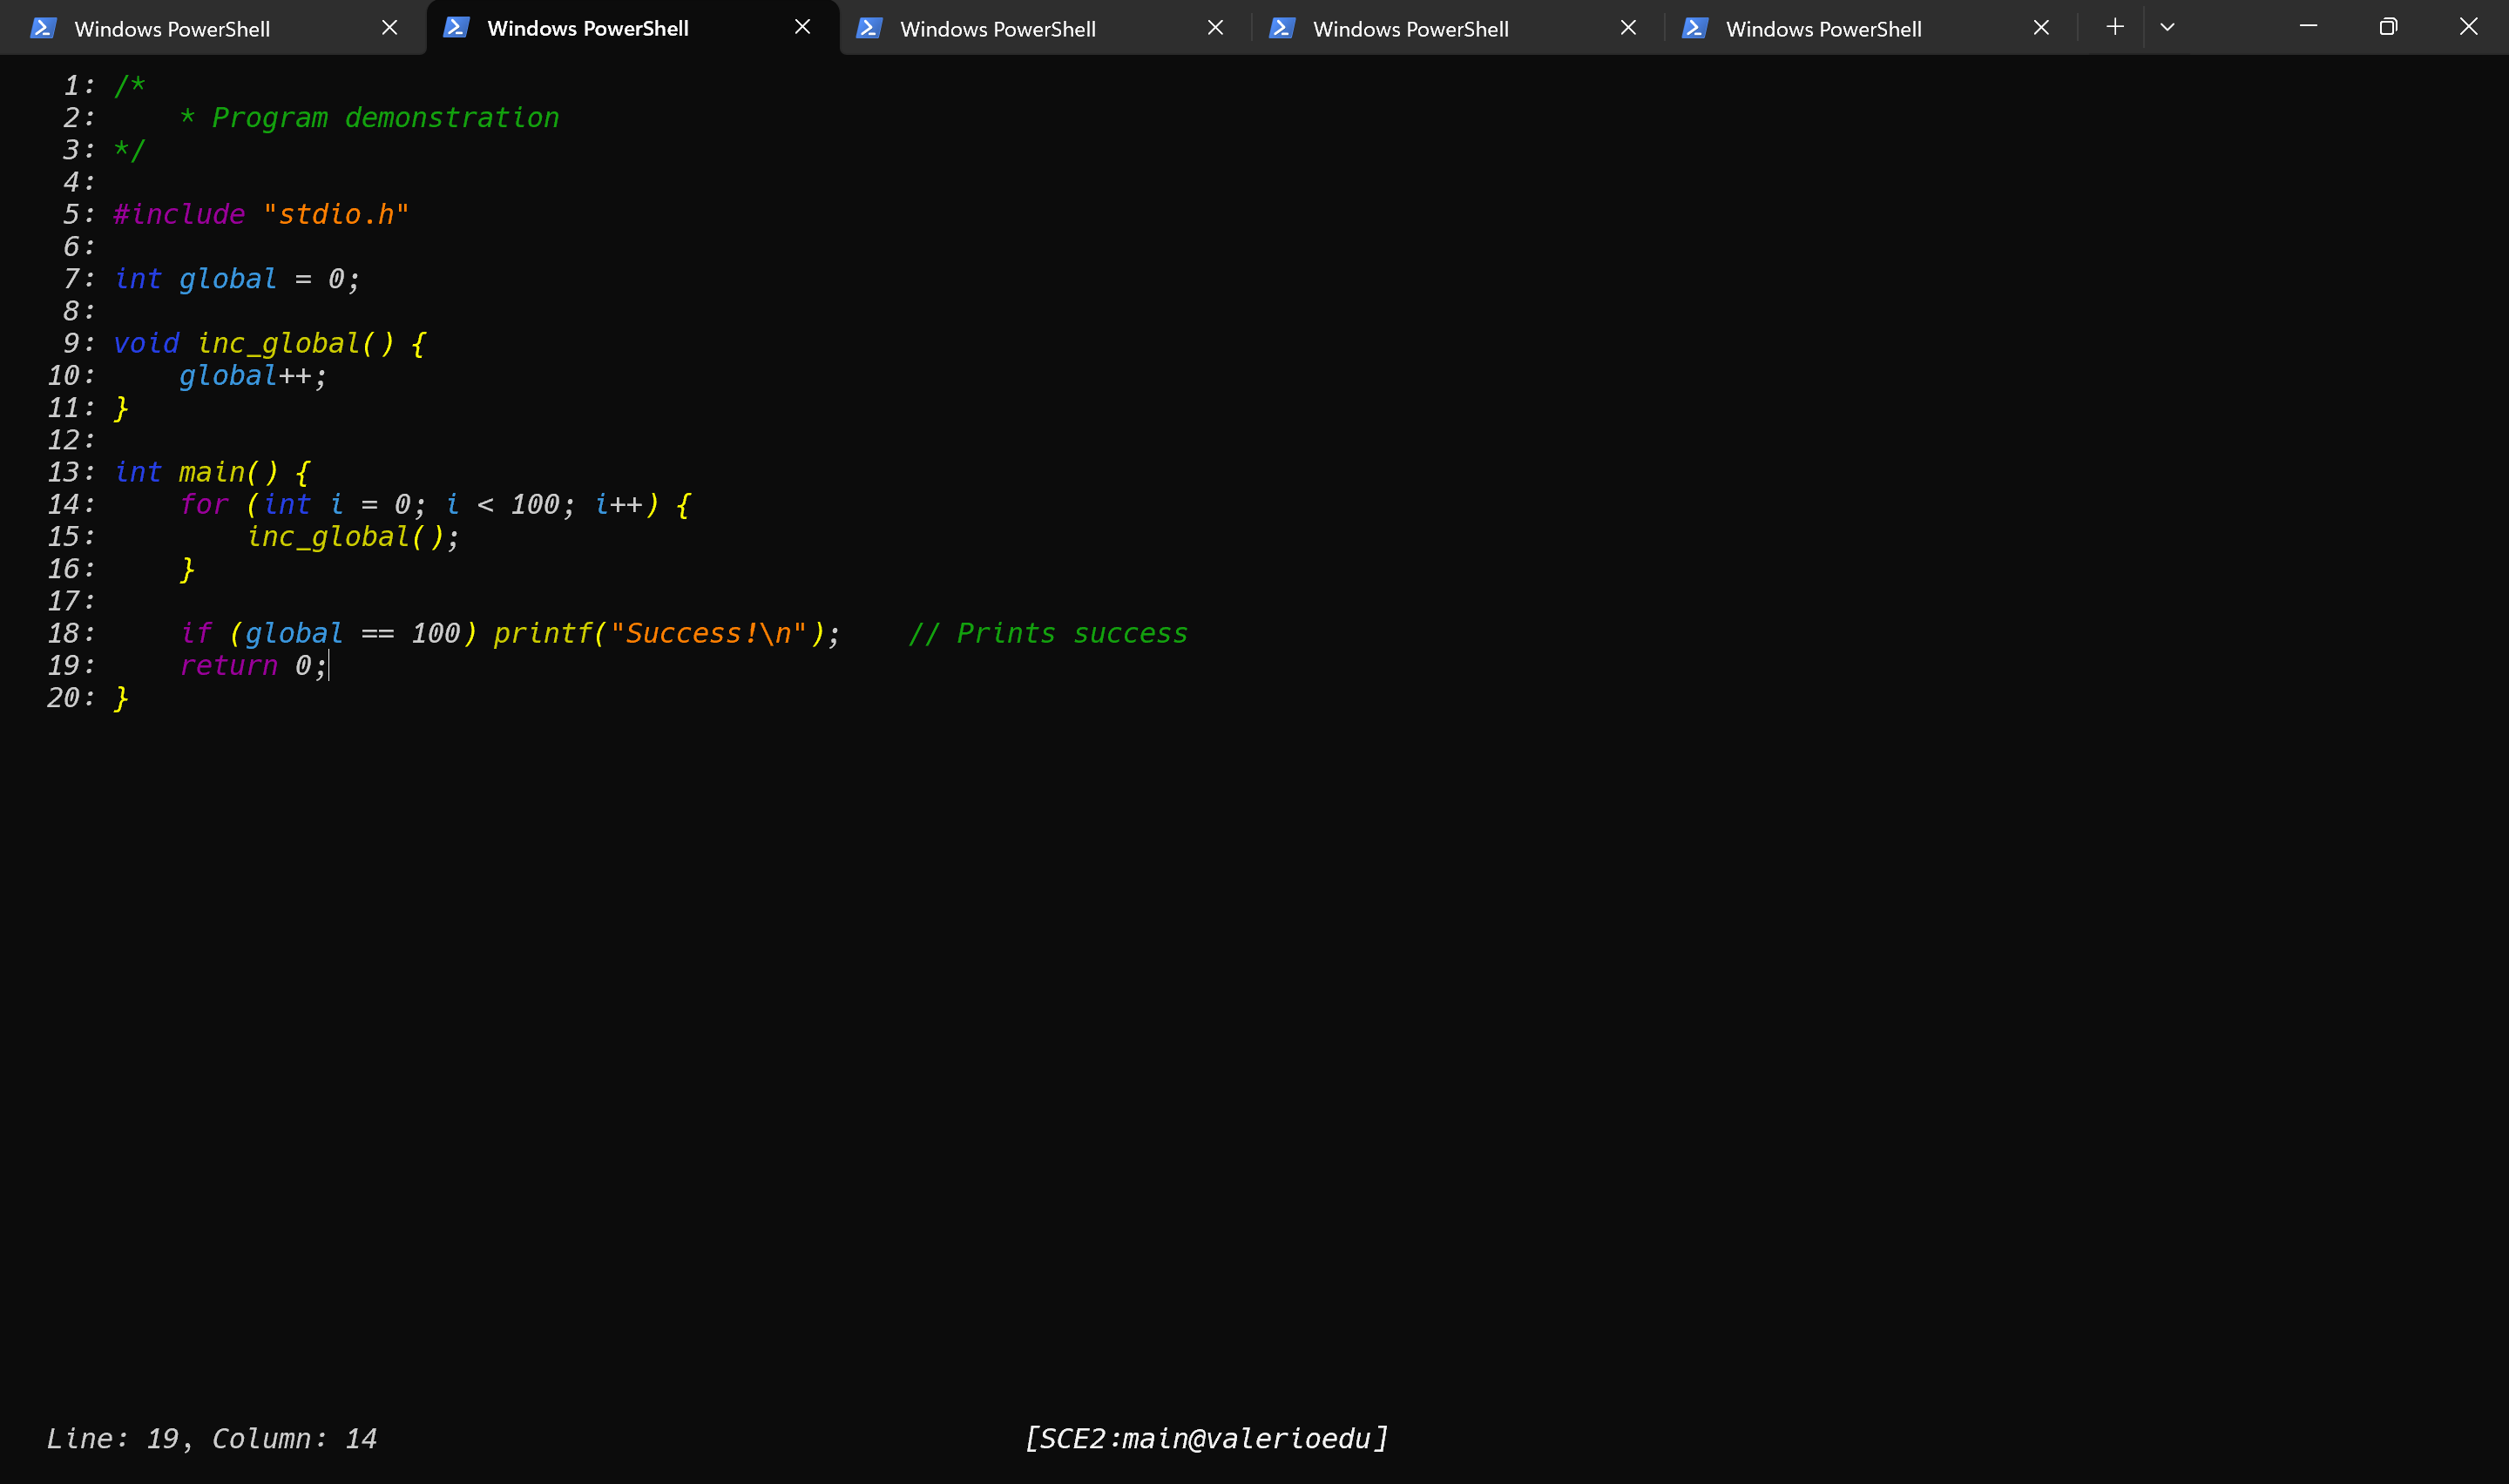 Windows PowerShell Windows PowerShell Windows PowerShell Windows PowerShell Windows PowerShell
1: /*
2:     * Program demonstration
3: */
4:
5: #include "stdio.h"
6:
7: int global = 0;
8:
9: void inc_global() {
10:     global++;
11: }
12:
13: int main() {
14:     for (int i = 0; i < 100; i++) {
15:         inc_global();
16:     }
17:
18:     if (global == 100) printf("Success!\n");    // Prints success
19:     return 0;
20: }
Line: 19, Column: 14 [SCE2:main@valerioedu]